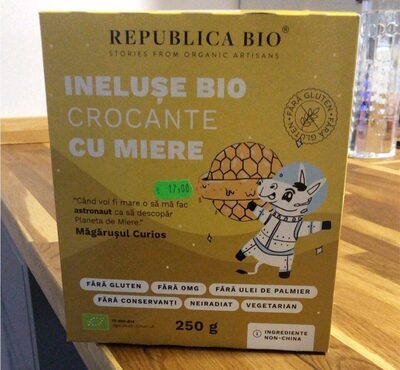 REPUBLICA BIO®
STORIES FROM ORGANIC ARTISANS
INELUȘE BIO
CROCANTE
CU MIERE
FĂRĂ GLUTEN • FĂRĂ GLUTEN •
17,00
"Când voi fi mare o să mă fac
astronaut ca să descopăr
Planeta de Miere."
Măgărușul Curios
FĂRĂ GLUTEN
FĂRĂ OMG
FĂRĂ ULEI DE PALMIER
FĂRĂ CONSERVANȚI
NEIRADIAT
VEGETARIAN
250 g
INGREDIENTE
NON-CHINA